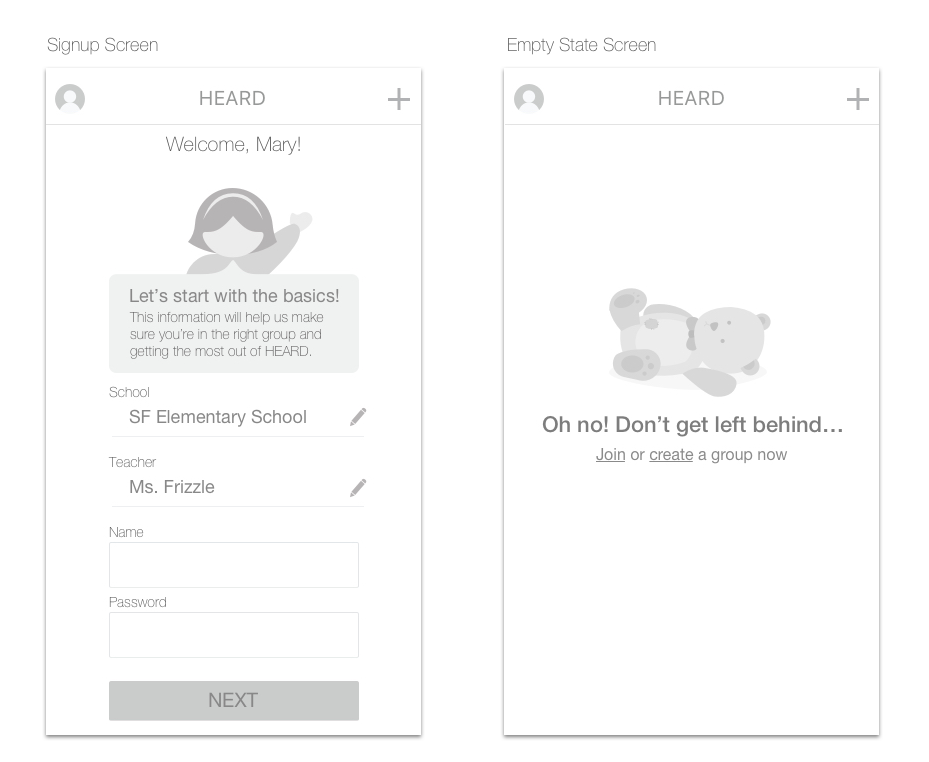 Signup Screen
HEARD
Welcome, Mary!
Let’s start with the basics!
This information will help us make
sure you’re in the right group and
getting the most out of HEARD.
School
SF Elementary School
Teacher
Ms. Frizzle
Name
Password
NEXT
Empty State Screen
HEARD
Oh no! Don’t get left behind...
Join or create a group now